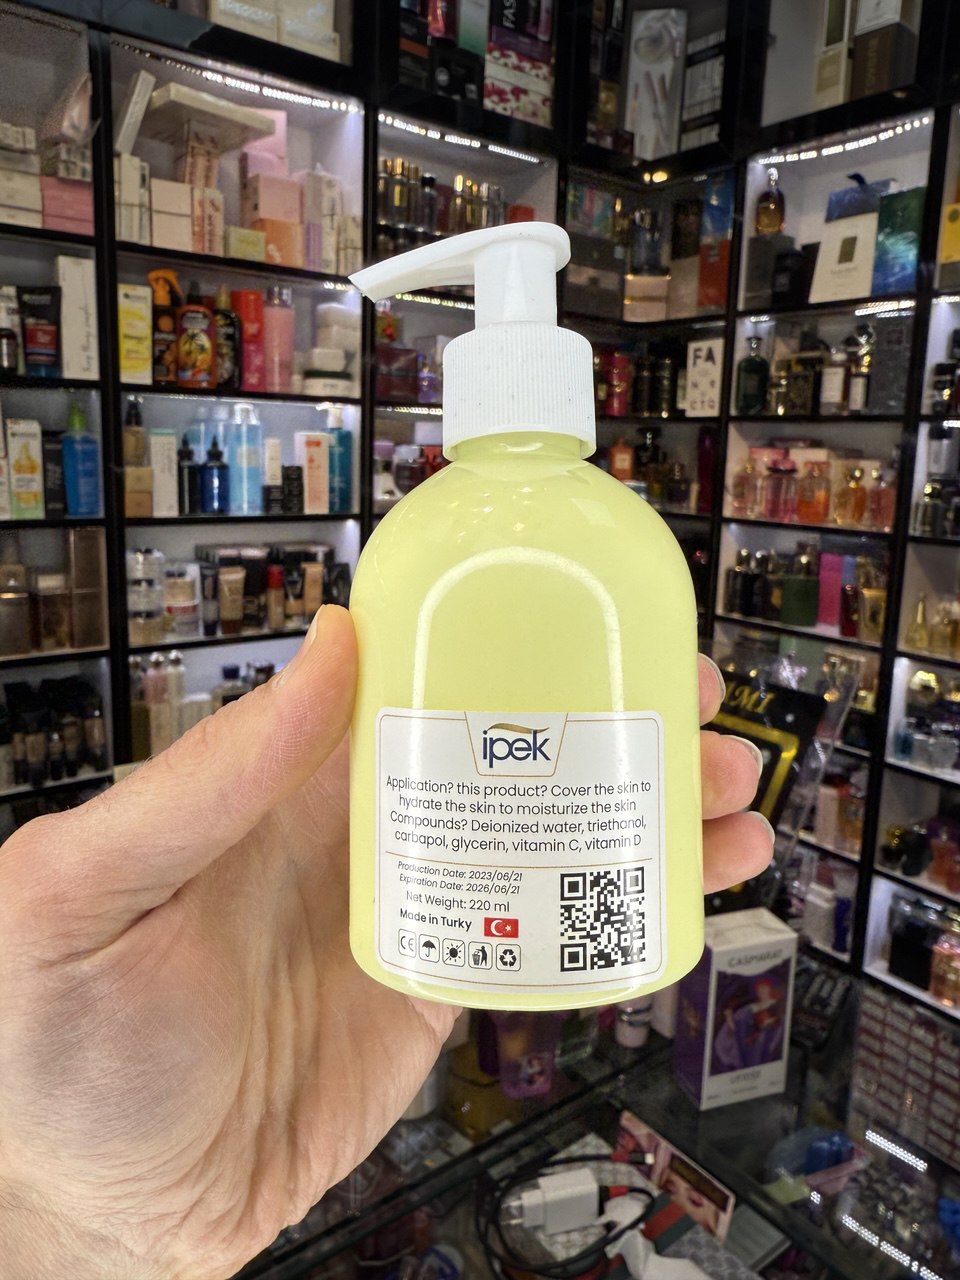 ipek
Application? this product? Cover the skin to
hydrate the skin to moisturize the skin
Compounds? Deionized water, triethanol,
carbapol, glycerin, vitamin C, vitamin D
Production Date: 2023/06/21
Expiration Date: 2026/06/21
Net Weight: 220 ml
Made in Turky
CE
FA